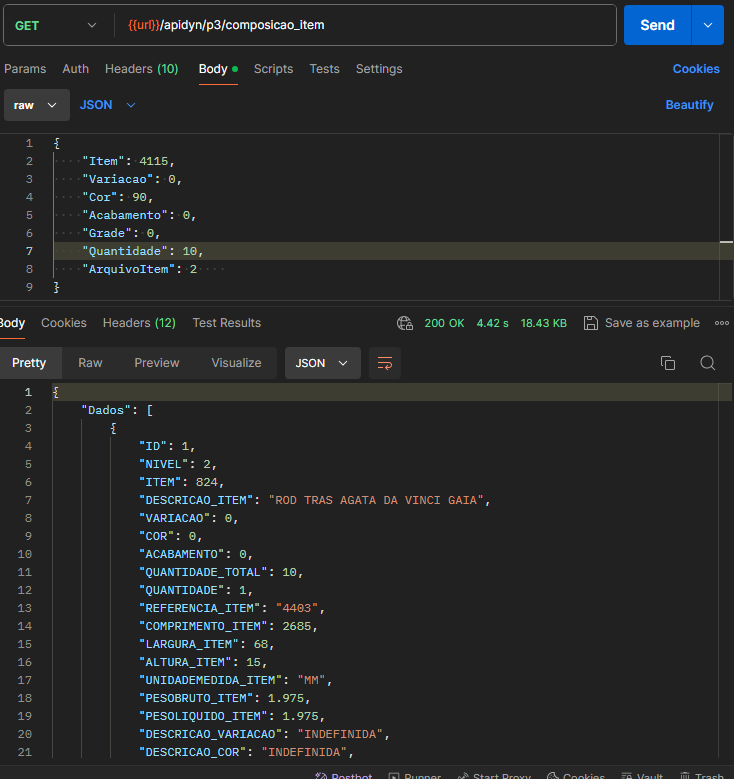 GET {{url}}/apidyn/p3/composicao_item Send
Params Auth Headers (10) Body Scripts Tests Settings Cookies
raw JSON Beautify
1 {
2 "Item": 4115,
3 "Variacao": 0,
4 "Cor": 90,
5 "Acabamento": 0,
6 "Grade": 0,
7 "Quantidade": 10,
8 "ArquivoItem": 2
9 }
Body Cookies Headers (12) Test Results 200 OK 4.42 s 18.43 KB Save as example
Pretty Raw Preview Visualize JSON
1 {
2 "Dados": [
3 {
4 "ID": 1,
5 "NIVEL": 2,
6 "ITEM": 824,
7 "DESCRICAO_ITEM": "ROD TRAS AGATA DA VINCI GAIA",
8 "VARIACAO": 0,
9 "COR": 0,
10 "ACABAMENTO": 0,
11 "QUANTIDADE_TOTAL": 10,
12 "QUANTIDADE": 1,
13 "REFERENCIA_ITEM": "4403",
14 "COMPRIMENTO_ITEM": 2685,
15 "LARGURA_ITEM": 68,
16 "ALTURA_ITEM": 15,
17 "UNIDADEMEDIDA_ITEM": "MM",
18 "PESOBRUTO_ITEM": 1.975,
19 "PESOLIQUIDO_ITEM": 1.975,
20 "DESCRICAO_VARIACAO": "INDEFINIDA",
21 "DESCRICAO_COR": "INDEFINIDA",
Postbot Runner Start Proxy Cookies Vault Trash